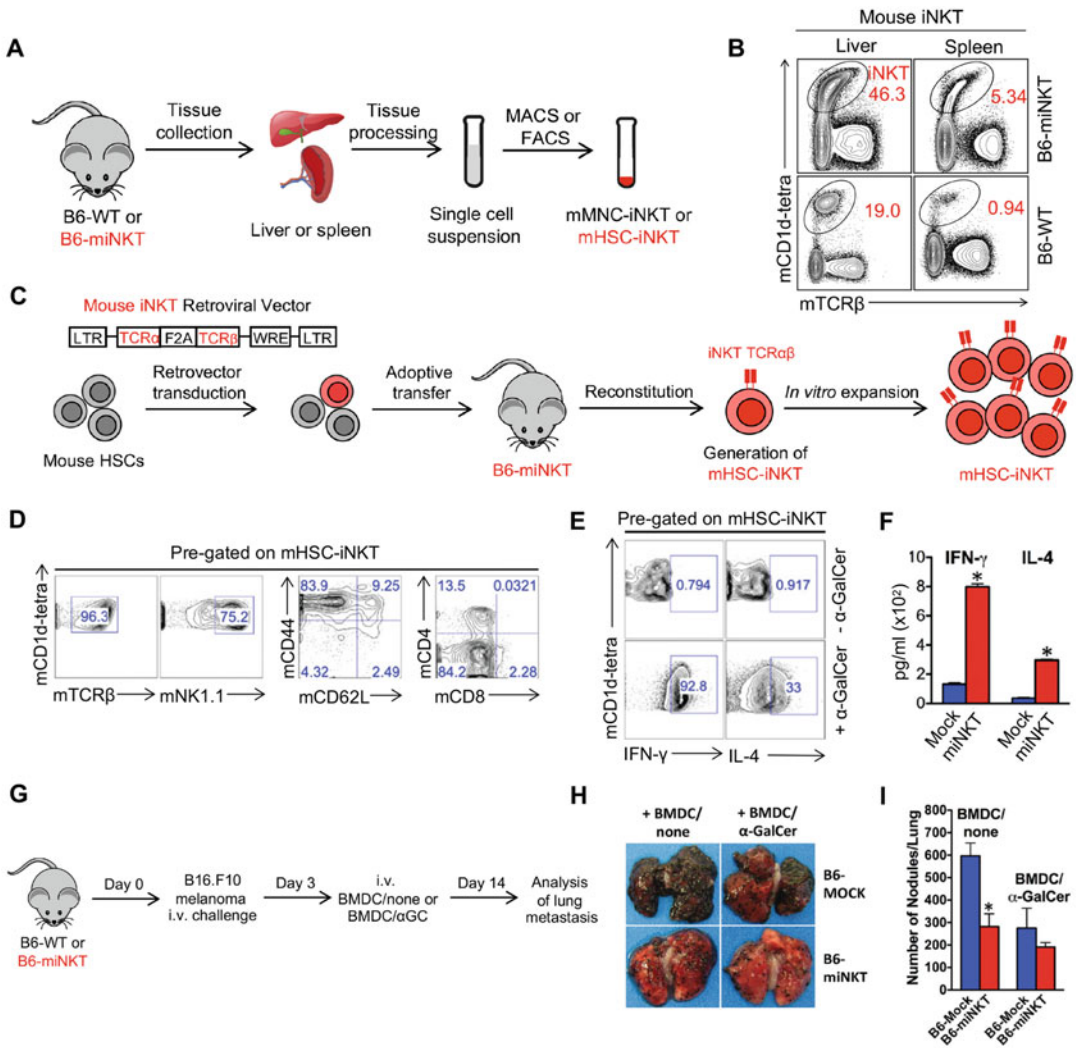 A
Tissue
collection
Tissue
processing
MACS or
FACS
B6-WT or
B6-miNKT
Liver or spleen
Single cell
suspension
mMNC-iNKT or
mHSC-iNKT
B
Mouse iNKT
Liver
Spleen
iNKT
46.3
5.34
B6-miNKT
19.0
0.94
B6-WT
mCD1d-tetra
mTCRβ
C
Mouse iNKT Retroviral Vector
LTR TCRα F2A TCRβ WRE LTR
Retrovector
transduction
Adoptive
transfer
Reconstitution
iNKT TCRαβ
In vitro expansion
Mouse HSCs
B6-miNKT
Generation of
mHSC-iNKT
mHSC-iNKT
D
Pre-gated on mHSC-iNKT
mCD1d-tetra
96.3
mTCRβ
75.2
mNK1.1
mCD44
83.9
9.25
4.32
2.49
mCD62L
mCD4
13.5
0.0321
84.2
2.28
mCD8
E
Pre-gated on mHSC-iNKT
mCD1d-tetra
0.794
0.917
- α-GalCer
92.8
33
+ α-GalCer
IFN-γ
IL-4
F
IFN-γ
IL-4
pg/ml (x10²)
10
8
6
4
2
0
*
*
Mock
miNKT
Mock
miNKT
G
B6-WT or
B6-miNKT
Day 0
B16.F10
melanoma
i.v. challenge
Day 3
i.v.
BMDC/none or
BMDC/αGC
Day 14
Analysis
of lung
metastasis
H
+ BMDC/
none
+ BMDC/
α-GalCer
B6-
MOCK
B6-
miNKT
I
Number of Nodules/Lung
800
700
600
500
400
300
200
100
0
BMDC/
none
*
BMDC/
α-GalCer
B6-Mock
B6-miNKT
B6-Mock
B6-miNKT